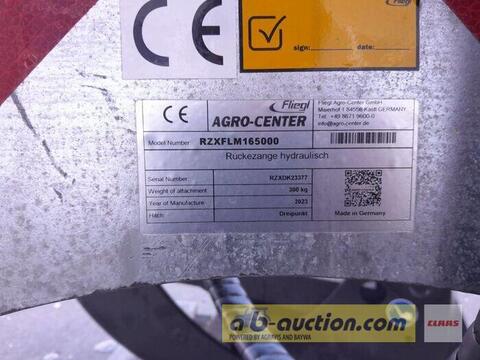 CE
Fliegl
sign.: date:
CE
Fliegl
AGRO-CENTER
Fliegl Agro-Center GmbH
Maierhof 1 84556 Kastl GERMANY
Tel. +49 8671 9600-0
info@agro-center.de
Model Number RZXFLM165000
Rückezange hydraulisch
Serial Number RZXDK23377
Weight of attachment 300 kg
Year of Manufacture 2023
Hitch: Dreipunkt
Made in Germany
ab-auction.com
POWERED BY AGRAVIS AND BAYWA
CLAAS